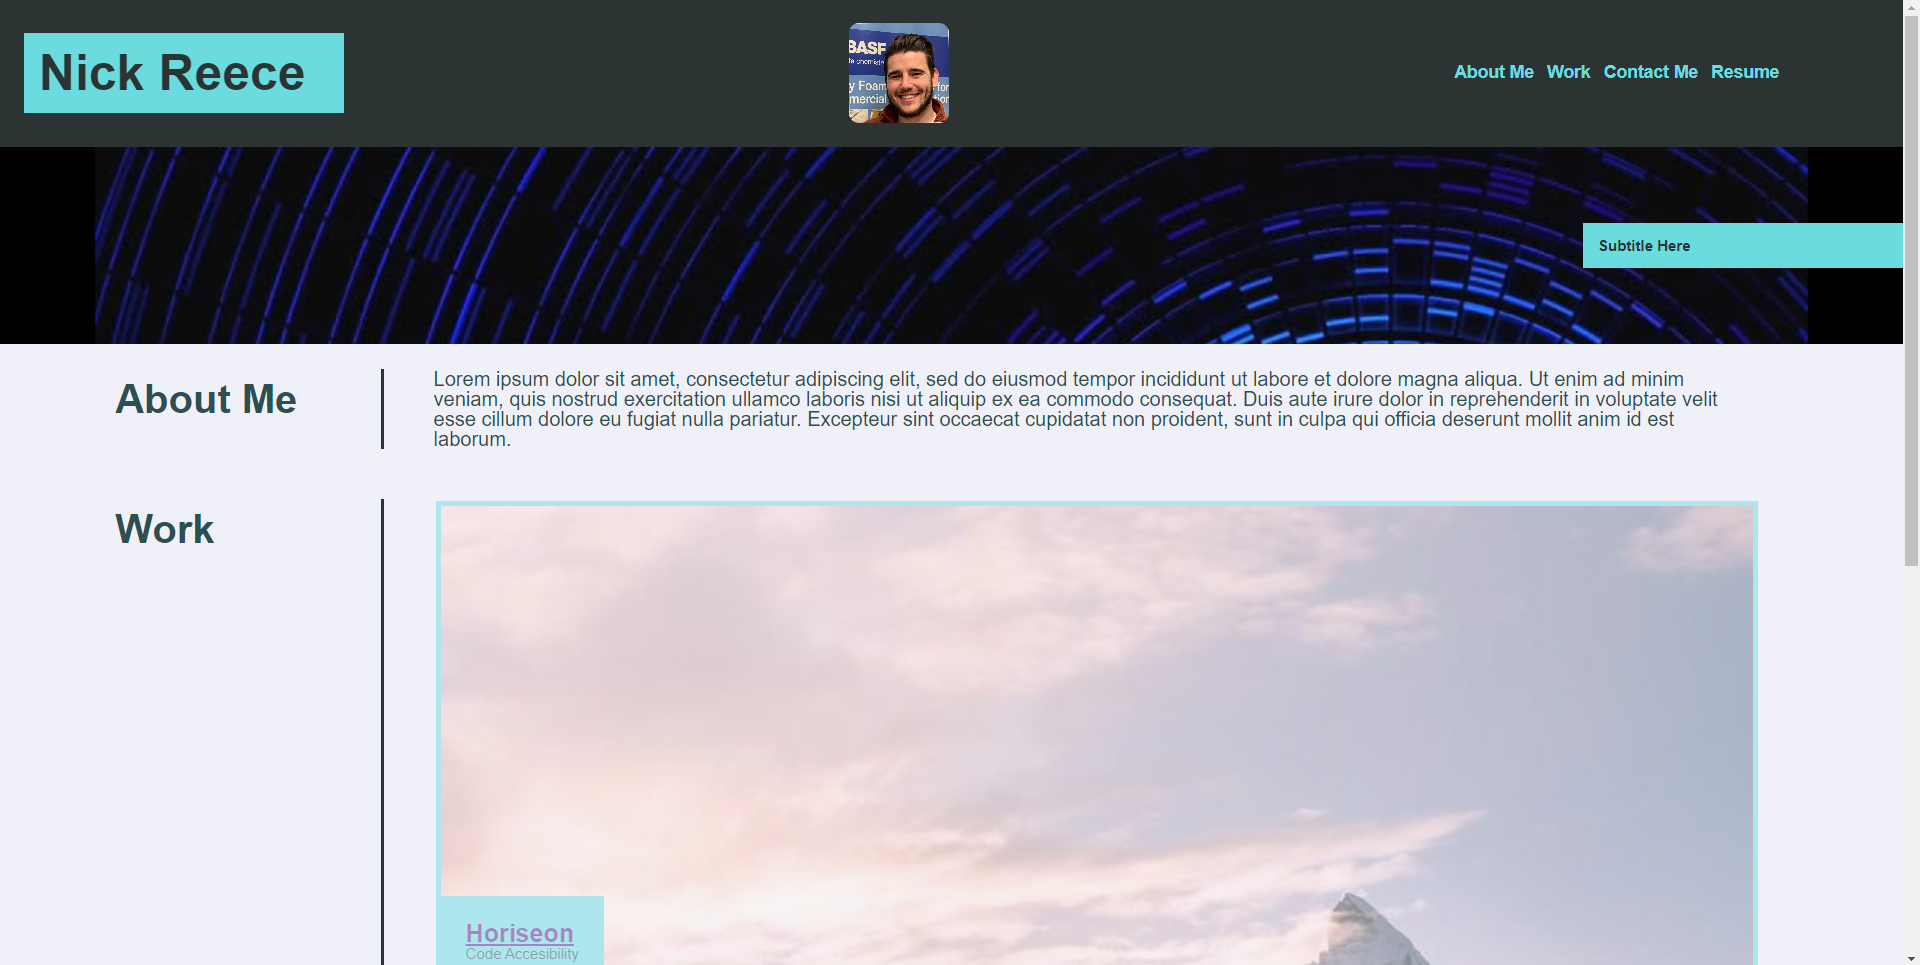 Nick Reece
BASF
About Me Work Contact Me Resume
Subtitle Here
About Me
Lorem ipsum dolor sit amet, consectetur adipiscing elit, sed do eiusmod tempor incididunt ut labore et dolore magna aliqua. Ut enim ad minim
veniam, quis nostrud exercitation ullamco laboris nisi ut aliquip ex ea commodo consequat. Duis aute irure dolor in reprehenderit in voluptate velit
esse cillum dolore eu fugiat nulla pariatur. Excepteur sint occaecat cupidatat non proident, sunt in culpa qui officia deserunt mollit anim id est
laborum.
Work
Horiseon
Code Accesibility